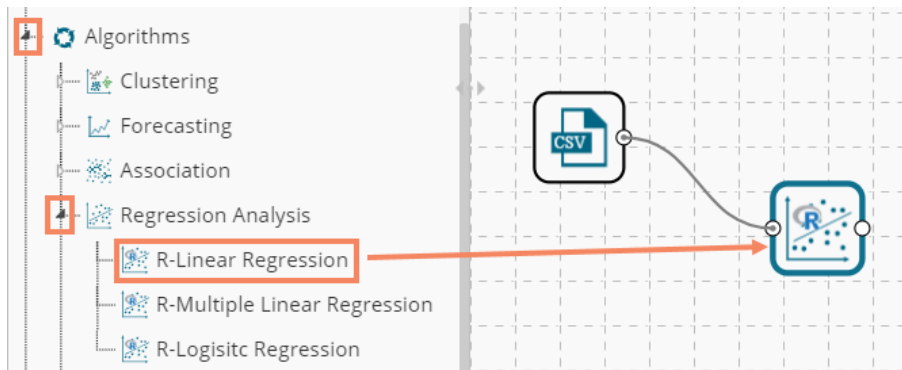 Algorithms
Clustering
Forecasting
Association
Regression Analysis
R-Linear Regression
R-Multiple Linear Regression
R-Logisitc Regression
CSV
R